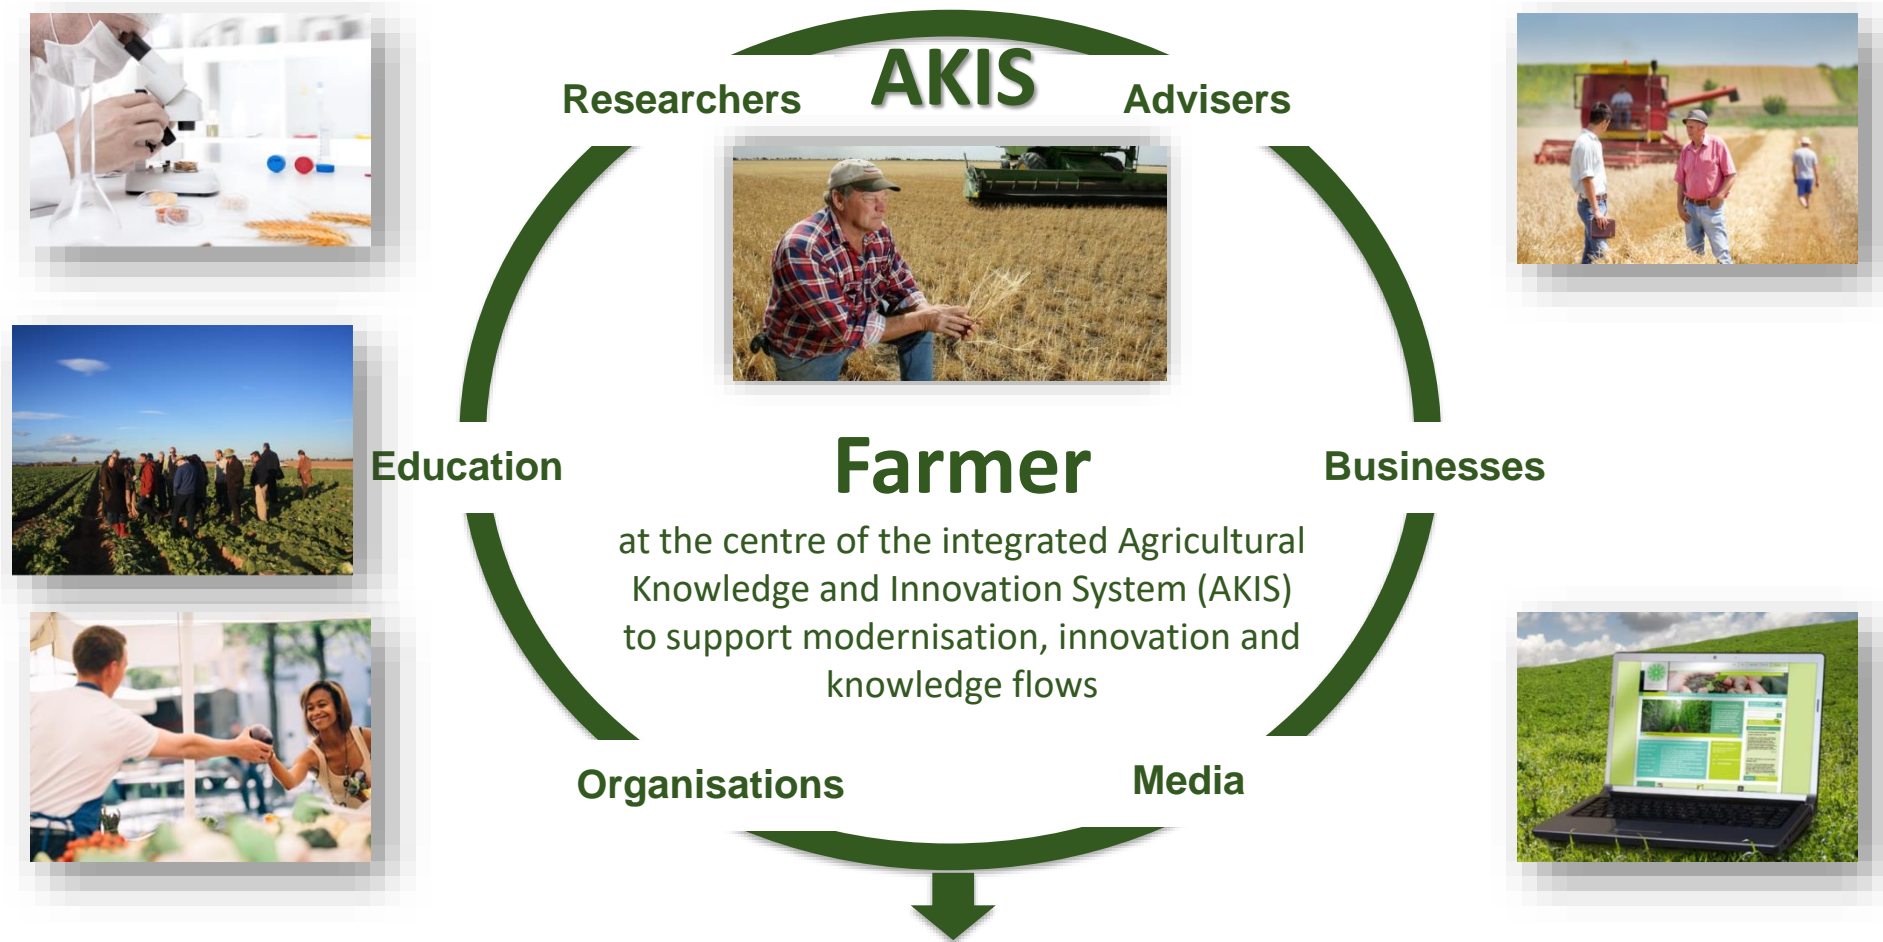 AKIS
Researchers
Advisers
Education
Farmer
Businesses
at the centre of the integrated Agricultural
Knowledge and Innovation System (AKIS)
to support modernisation, innovation and
knowledge flows
Organisations
Media